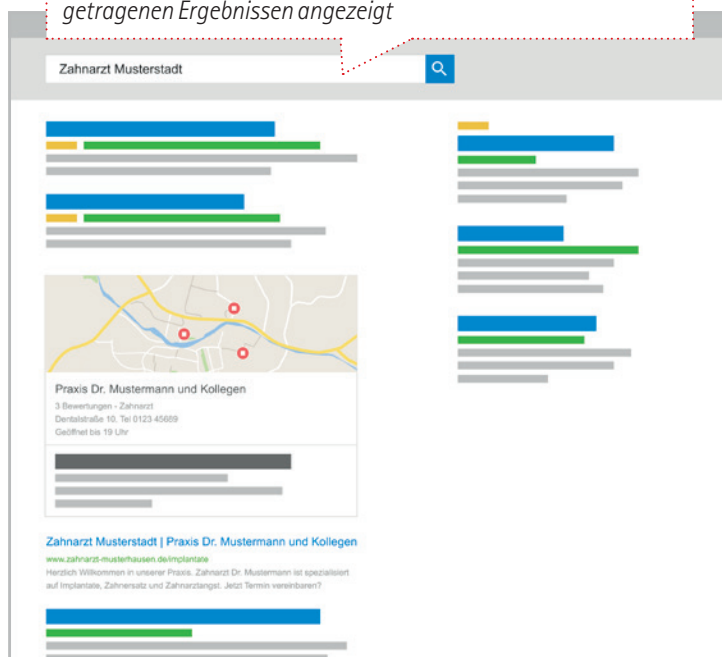 getragenen Ergebnissen angezeigt
Zahnarzt Musterstadt
Praxis Dr. Mustermann und Kollegen
3 Bewertungen - Zahnarzt
Dentalstraße 10. Tel 0123 45689
Geöffnet bis 19 Uhr
Zahnarzt Musterstadt | Praxis Dr. Mustermann und Kollegen
www.zahnarzt-musterhausen.de/implantate
Herzlich Willkommen in unserer Praxis. Zahnarzt Dr. Mustermann ist spezialisiert
auf Implantate, Zahnersatz und Zahnarztangst. Jetzt Termin vereinbaren?